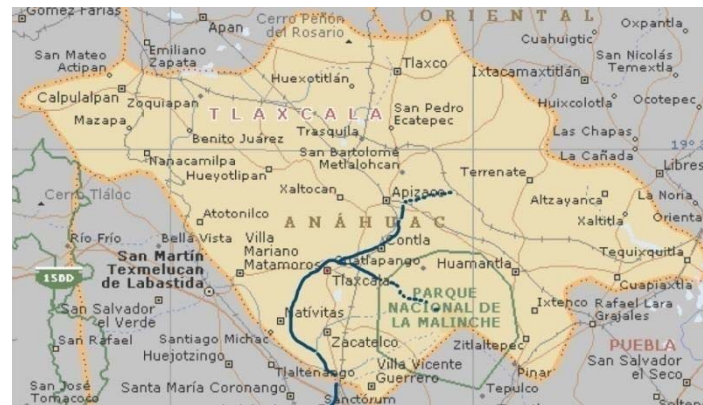 Gómez Farías
Apan
Cerro Peñón
del Rosario
ORIENTAL
Oxpantla
Cuahuigtic
Emiliano
Zapata
San Mateo
Actipan
San Nicolás
Temextla
Tlaxco
Huexotitlán
Ixtacamaxtitlán
Calpulalpan
Zoquiapan
Huixcolotla
Ocotepec
TLAXCALA
San Pedro
Ecatepec
Mazapa
Benito Juárez
Trasquila
Las Chapas
19° 3
San Bartolomé
Metlalohcan
La Cañada
Nanacamilpa
Hueyotlipan
Terrenate
Libres
Xaltocan
Apizaco
Altzayanca
La Noria
Cerro Tláloc
Atotonilco
ANÁHUAC
Xaltitla
Orienta
Río Frío
Bella Vista
Villa
Mariano
Matamoros
Contla
San Martín
Texmelucan
de Labastida
Tequixquitla
150D
Tlaxcala
Huamantla
Cuapiaxtla
PARQUE
NACIONAL DE
LA MALINCHE
San Salvador
el Verde
Natívitas
Ixtenco
Rafael Lara
Grajales
San Rafael
Santiago Michac
Zacatelco
Zitlaltepec
PUEBLA
Huejotzingo
Tlaltenango
Villa Vicente
Guerrero
Pinar
San Salvador
el Seco
San José
Tomacoco
Santa María Coronango
Sanctórum
Tepulco